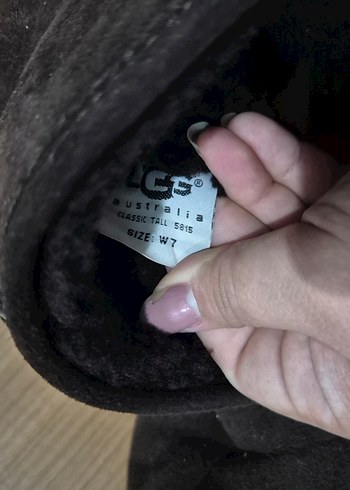 UGG®
australia
CLASSIC TALL 5815
SIZE: W7